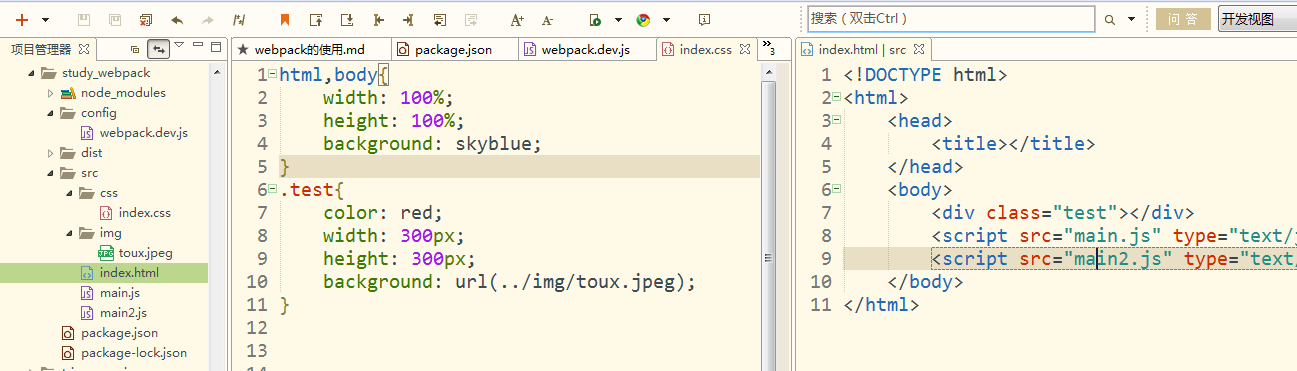 搜索（双击Ctrl）
问答
开发视图
项目管理器
study_webpack
node_modules
config
webpack.dev.js
dist
src
css
index.css
img
toux.jpeg
index.html
main.js
main2.js
package.json
package-lock.json
webpack的使用.md
package.json
webpack.dev.js
index.css
»3
1 html,body{
2 width: 100%;
3 height: 100%;
4 background: skyblue;
5 }
6 .test{
7 color: red;
8 width: 300px;
9 height: 300px;
10 background: url(../img/toux.jpeg);
11 }
12
13
14
index.html | src
1 <!DOCTYPE html>
2 <html>
3 <head>
4 <title></title>
5 </head>
6 <body>
7 <div class="test"></div>
8 <script src="main.js" type="text/
9 <script src="main2.js" type="text/
10 </body>
11 </html>